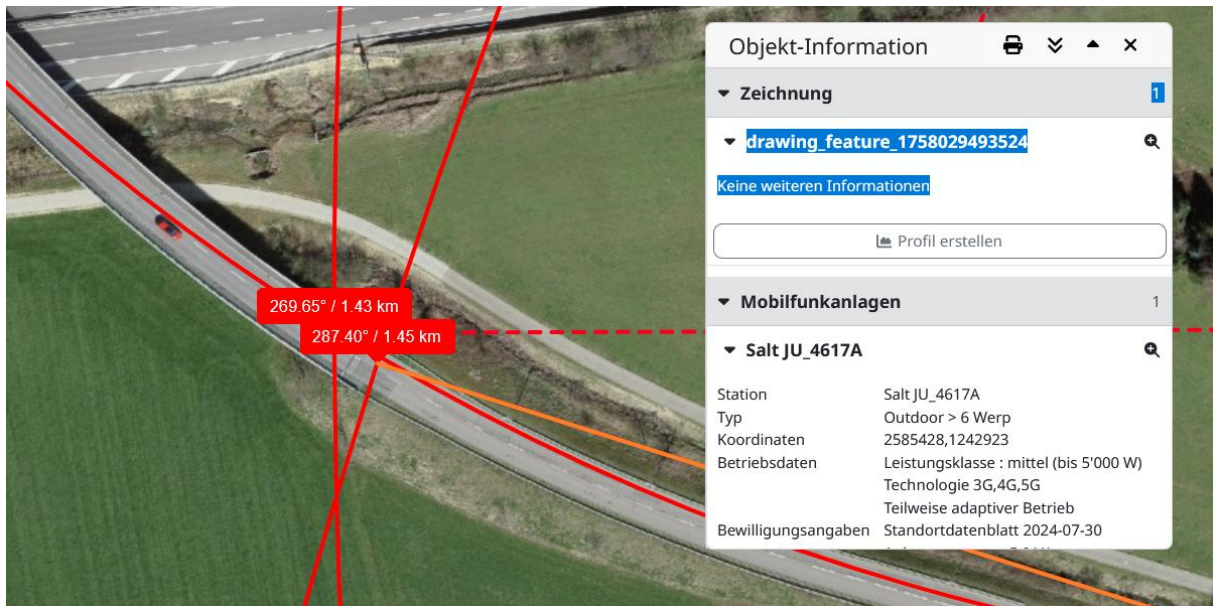 269.65° / 1.43 km
287.40° / 1.45 km
Objekt-Information
Zeichnung 1
drawing_feature_1758029493524
Keine weiteren Informationen
Profil erstellen
Mobilfunkanlagen 1
Salt JU_4617A
Station Salt JU_4617A
Typ Outdoor > 6 Werp
Koordinaten 2585428,1242923
Betriebsdaten Leistungsklasse : mittel (bis 5'000 W)
Technologie 3G,4G,5G
Teilweise adaptiver Betrieb
Bewilligungsangaben Standortdatenblatt 2024-07-30